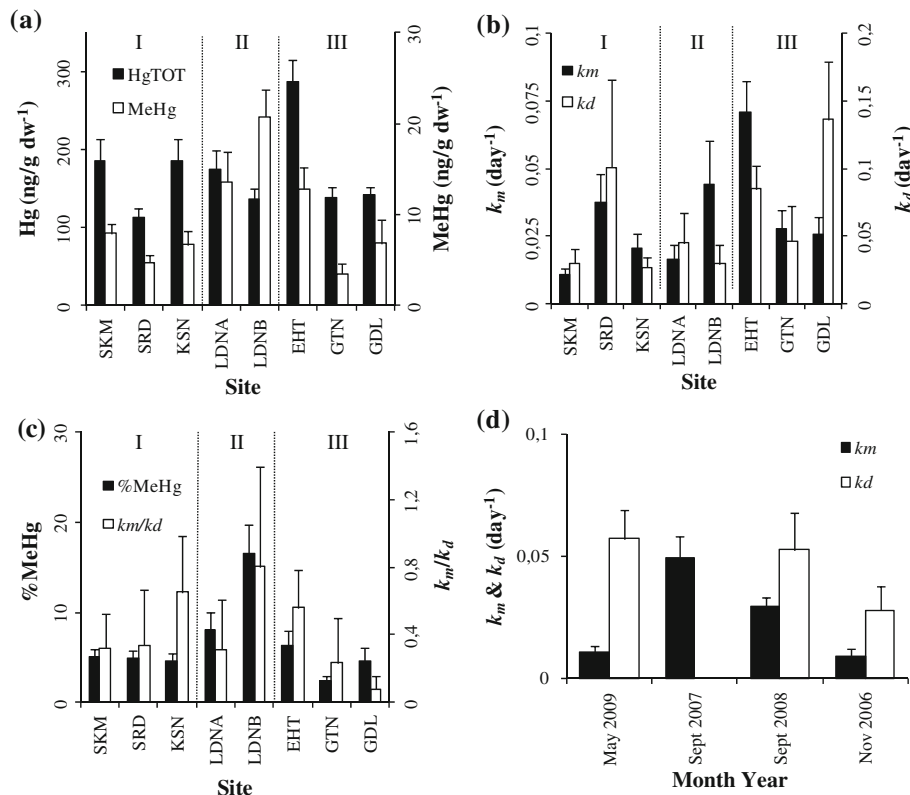 (a)
I II III
HgTOT
MeHg
Hg (ng/g dw⁻¹)
300
200
100
0
MeHg (ng/g dw⁻¹)
30
20
10
0
SKM SRD KSN LDNA LDNB EHT GTN GDL
Site
(b)
I II III
km
kd
kₘ (day⁻¹)
0,1
0,075
0,05
0,025
0
k_d (day⁻¹)
0,2
0,15
0,1
0,05
0
SKM SRD KSN LDNA LDNB EHT GTN GDL
Site
(c)
I II III
%MeHg
km/kd
%MeHg
30
20
10
0
kₘ/k_d
1,6
1,2
0,8
0,4
0
SKM SRD KSN LDNA LDNB EHT GTN GDL
Site
(d)
km
kd
kₘ & k_d (day⁻¹)
0,1
0,05
0
May 2009 Sept 2007 Sept 2008 Nov 2006
Month Year